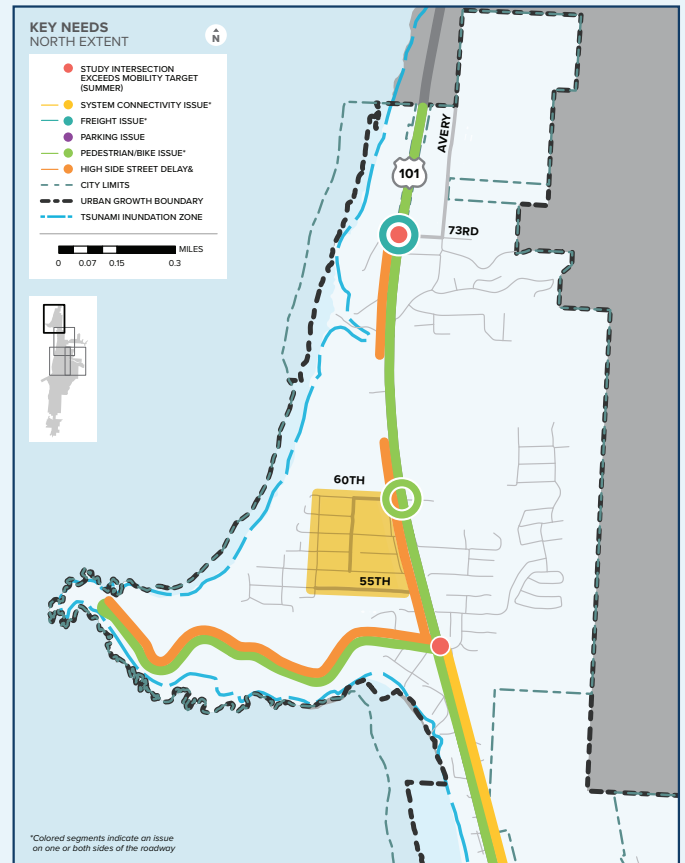 KEY NEEDS
NORTH EXTENT
N
STUDY INTERSECTION
EXCEEDS MOBILITY TARGET
(SUMMER)
SYSTEM CONNECTIVITY ISSUE*
FREIGHT ISSUE*
PARKING ISSUE
PEDESTRIAN/BIKE ISSUE*
HIGH SIDE STREET DELAY&
CITY LIMITS
URBAN GROWTH BOUNDARY
TSUNAMI INUNDATION ZONE
MILES
0 0.07 0.15 0.3
AVERY
101
73RD
60TH
55TH
*Colored segments indicate an issue
on one or both sides of the roadway